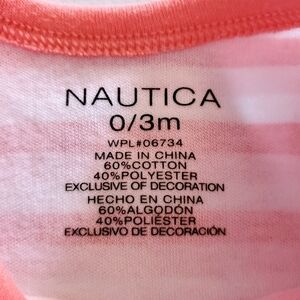 NAUTICA
0/3m
WPL#06734
MADE IN CHINA
60%COTTON
40%POLYESTER
EXCLUSIVE OF DECORATION
HECHO EN CHINA
60%ALGODÓN
40%POLIÉSTER
EXCLUSIVO DE DECORACIÓN